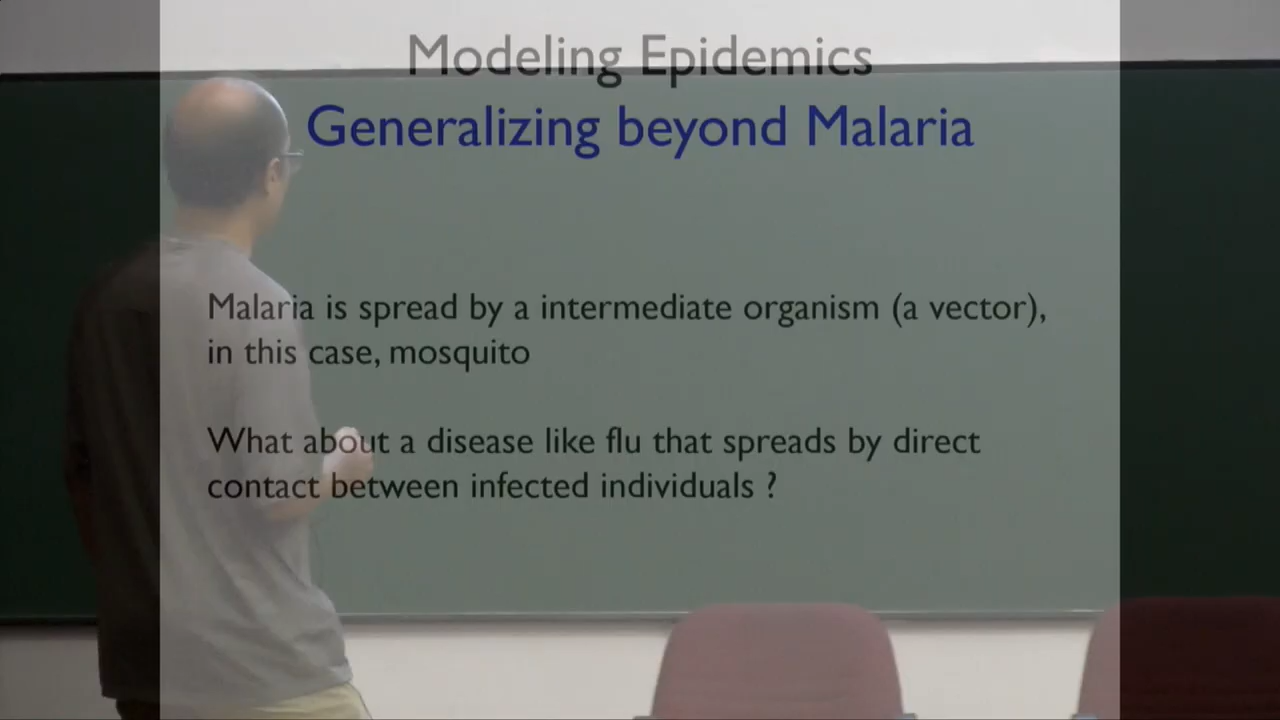 Modeling Epidemics
Generalizing beyond Malaria
Malaria is spread by a intermediate organism (a vector),
in this case, mosquito
What about a disease like flu that spreads by direct
contact between infected individuals ?